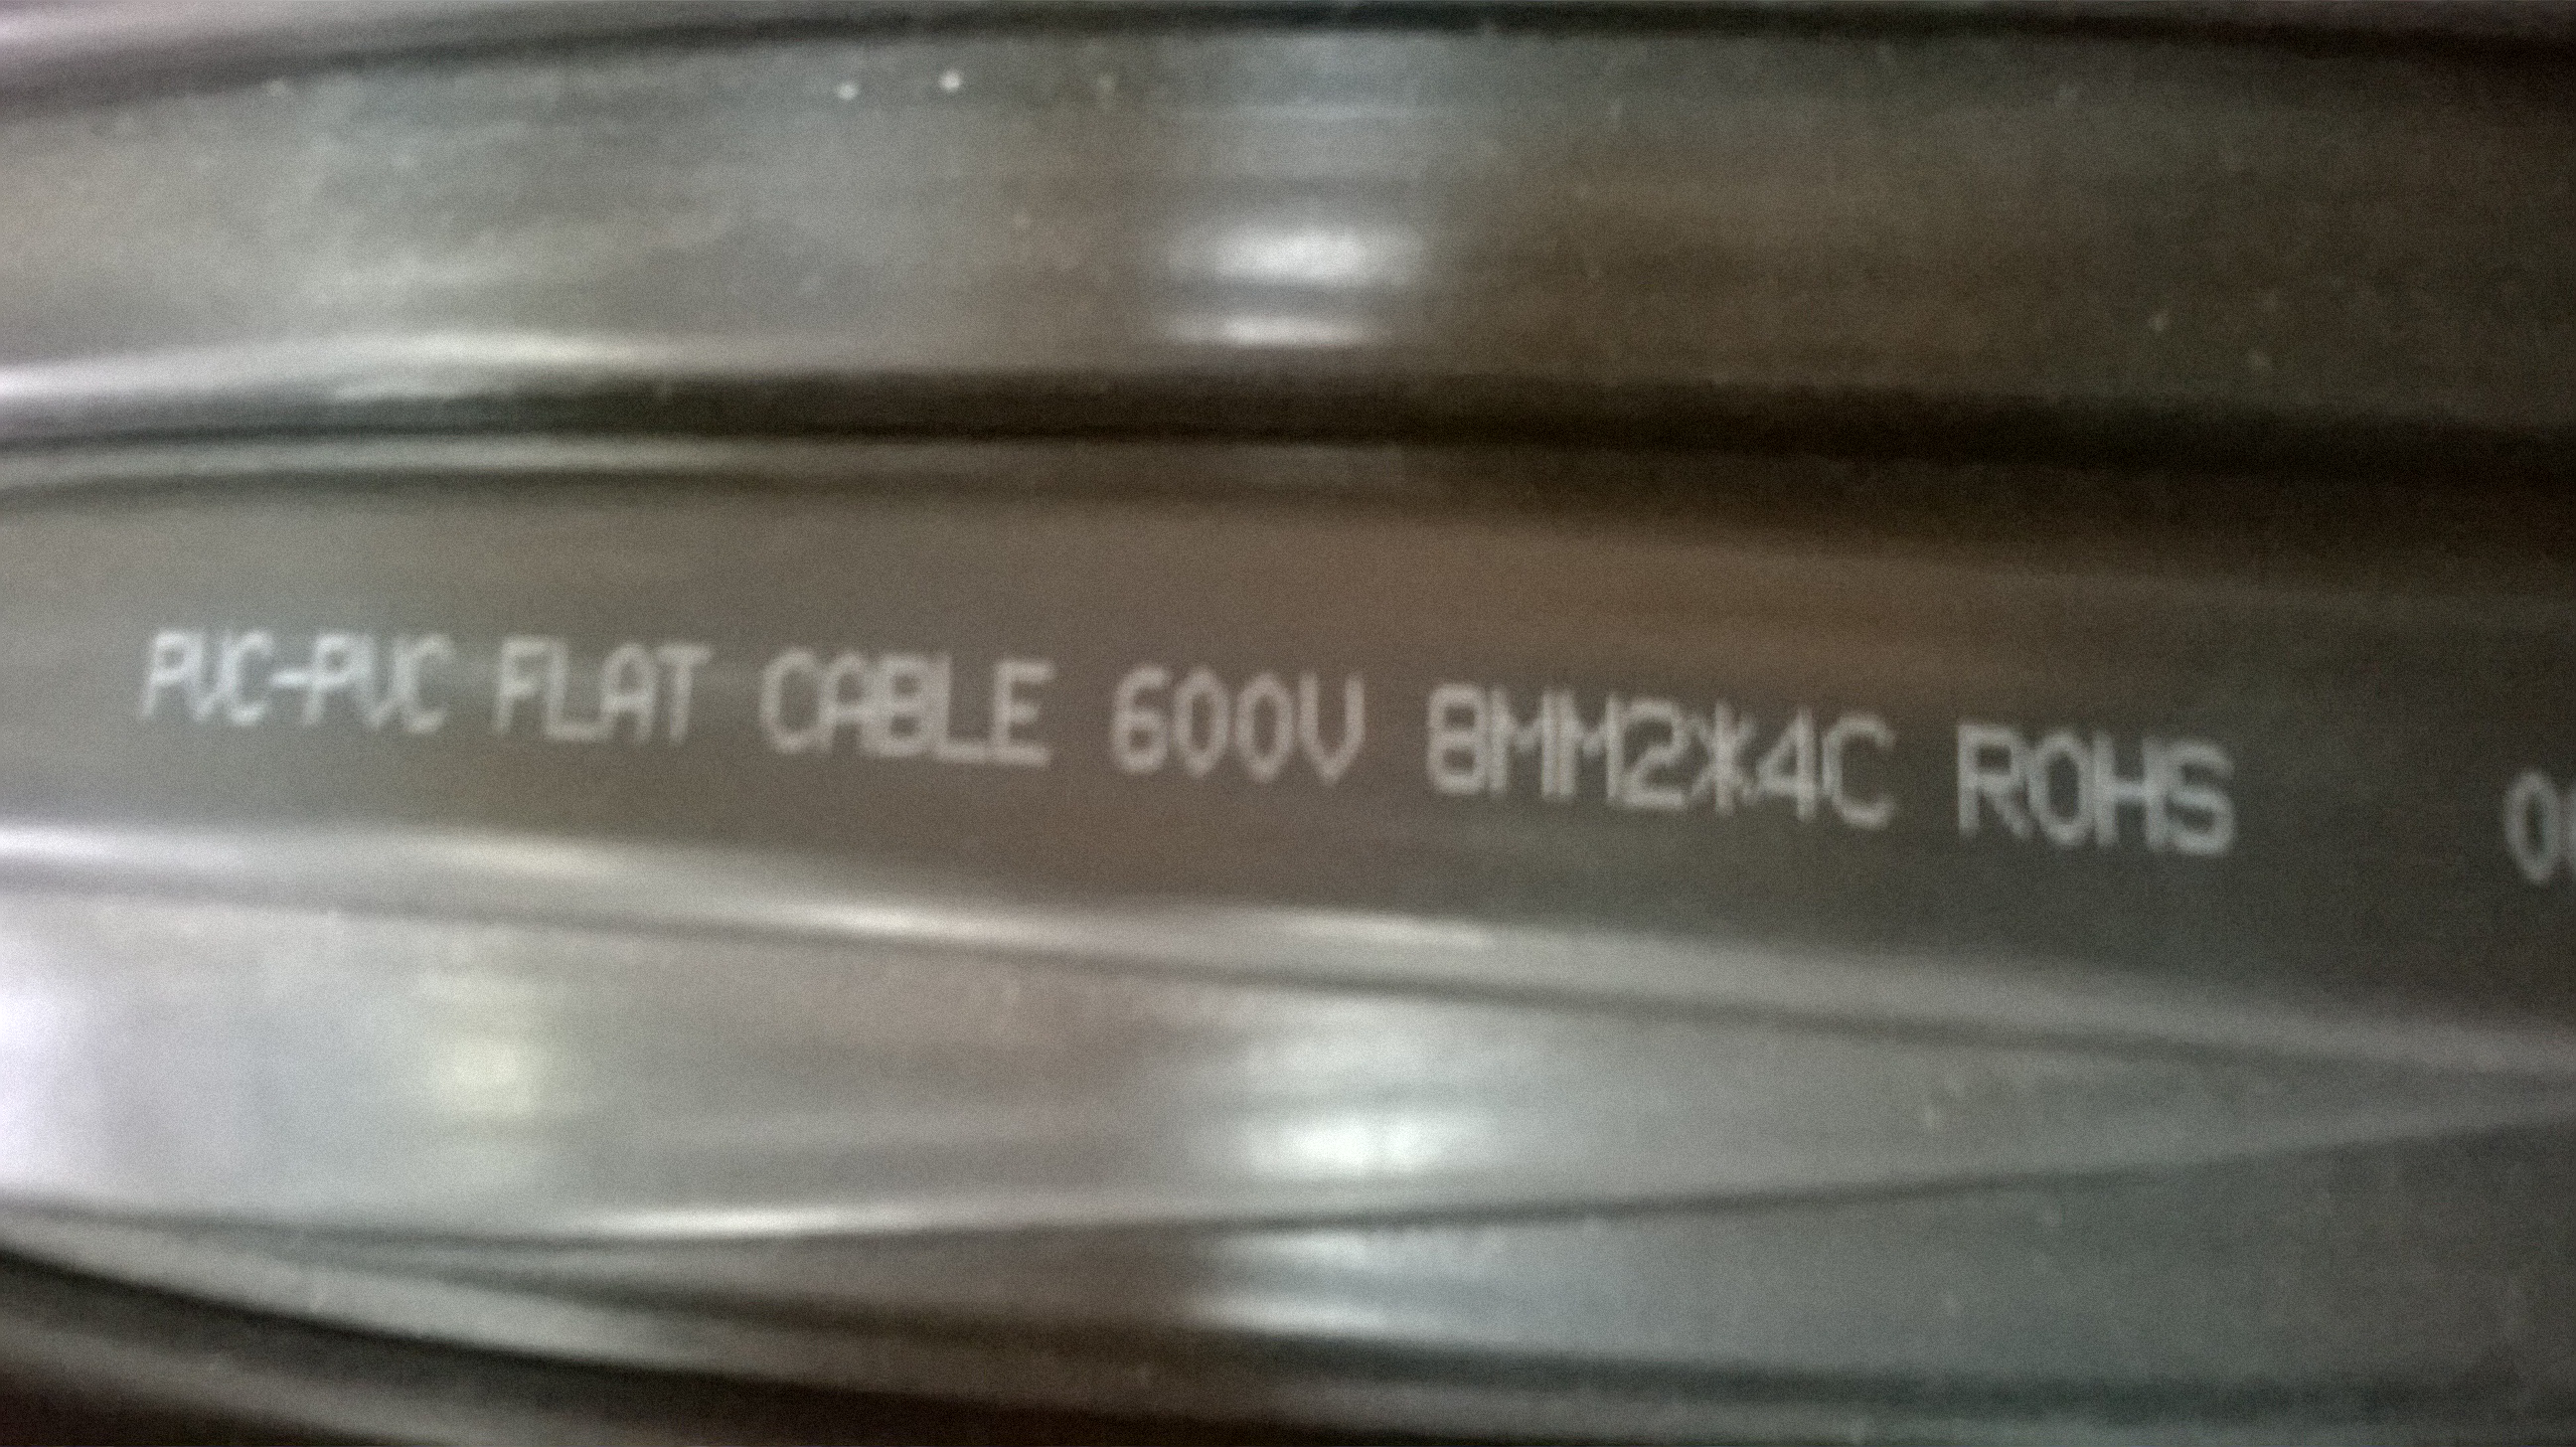 PVC-PVC FLAT CABLE 600V 8MM2X4C ROHS